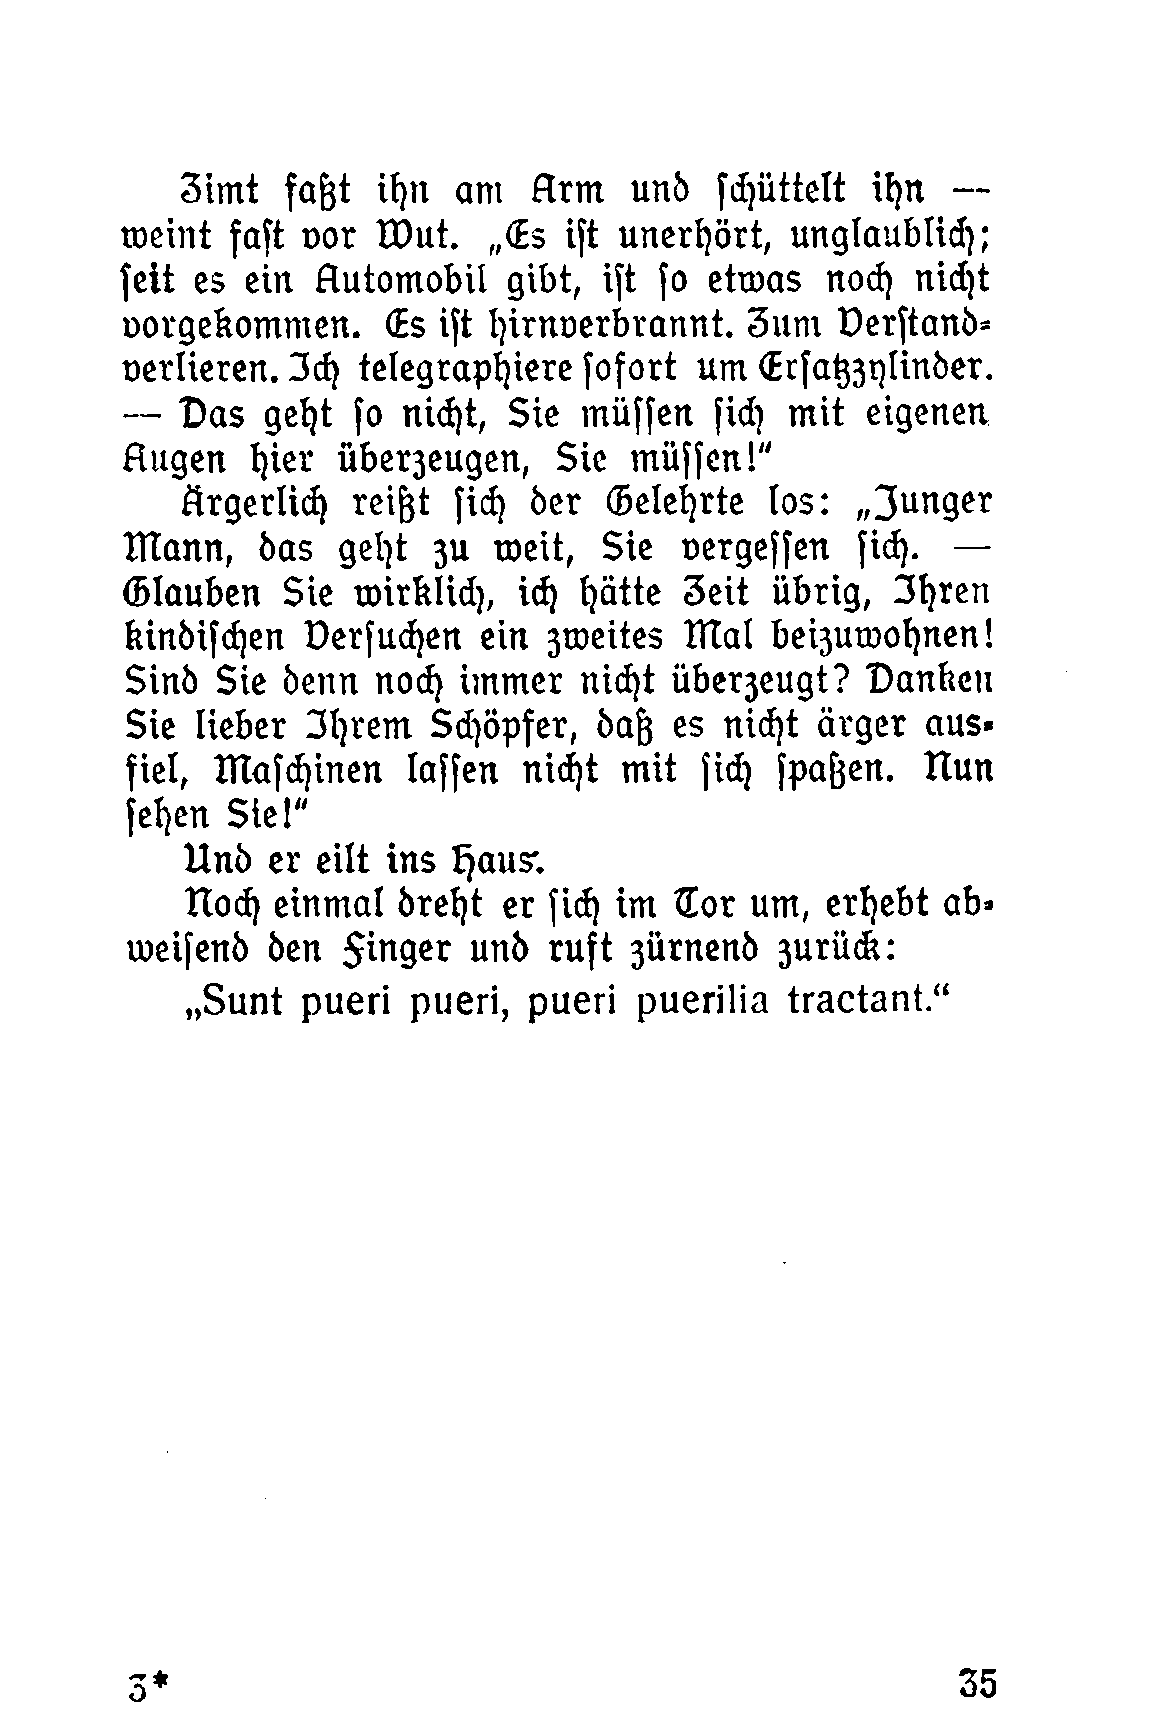 Zimt faßt ihn am Arm und ſchüttelt ihn —
weint faſt vor Wut. „Es iſt unerhört, unglaublich;
ſeit es ein Automobil gibt, iſt ſo etwas noch nicht
vorgekommen. Es iſt hirnverbrannt. Zum Verſtand-
verlieren. Ich telegraphiere ſofort um Erſatzzylinder.
— Das geht ſo nicht, Sie müſſen ſich mit eigenen
Augen hier überzeugen, Sie müſſen!“
Ärgerlich reißt ſich der Gelehrte los: „Junger
Mann, das geht zu weit, Sie vergeſſen ſich. —
Glauben Sie wirklich, ich hätte Zeit übrig, Ihren
kindiſchen Verſuchen ein zweites Mal beizuwohnen!
Sind Sie denn noch immer nicht überzeugt? Danken
Sie lieber Ihrem Schöpfer, daß es nicht ärger aus-
fiel, Maſchinen laſſen nicht mit ſich ſpaßen. Nun
ſehen Sie!“
Und er eilt ins Haus.
Noch einmal dreht er ſich im Tor um, erhebt ab-
weiſend den Finger und ruft zürnend zurück:
„Sunt pueri pueri, pueri puerilia tractant.“
3* 35